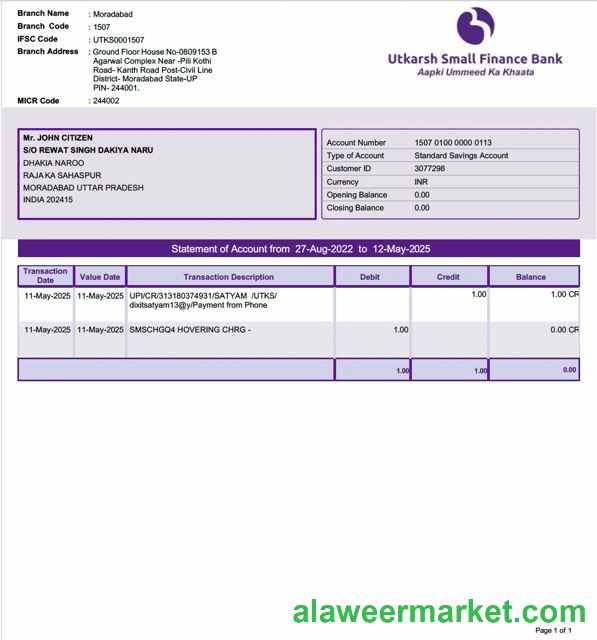 Branch Name : Moradabad
Branch Code : 1507
IFSC Code : UTKS0001507
Branch Address : Ground Floor House No-0809153 B
Agarwal Complex Near -Pili Kothi
Road- Kanth Road Post-Civil Line
District- Moradabad State-UP
PIN- 244001.
MICR Code : 244002
Utkarsh Small Finance Bank
Aapki Ummeed Ka Khaata
Mr. JOHN CITIZEN
S/O REWAT SINGH DAKIYA NARU
DHAKIA NAROO
RAJAKA SAHASPUR
MORADABAD UTTAR PRADESH
INDIA 202415
Account Number 1507 0100 0000 0113
Type of Account Standard Savings Account
Customer ID 3077298
Currency INR
Opening Balance 0.00
Closing Balance 0.00
Statement of Account from 27-Aug-2022 to 12-May-2025
Transaction Date Value Date Transaction Description Debit Credit Balance
11-May-2025 11-May-2025 UPI/CR/313180374931/SATYAM /UTKS/ 1.00 1.00 CR
dixitsatyam13@y/Payment from Phone
11-May-2025 11-May-2025 SMSCHGQ4 HOVERING CHRG - 1.00 0.00 CR
1.00 1.00 0.00
alaweermarket.com
Page 1 of 1